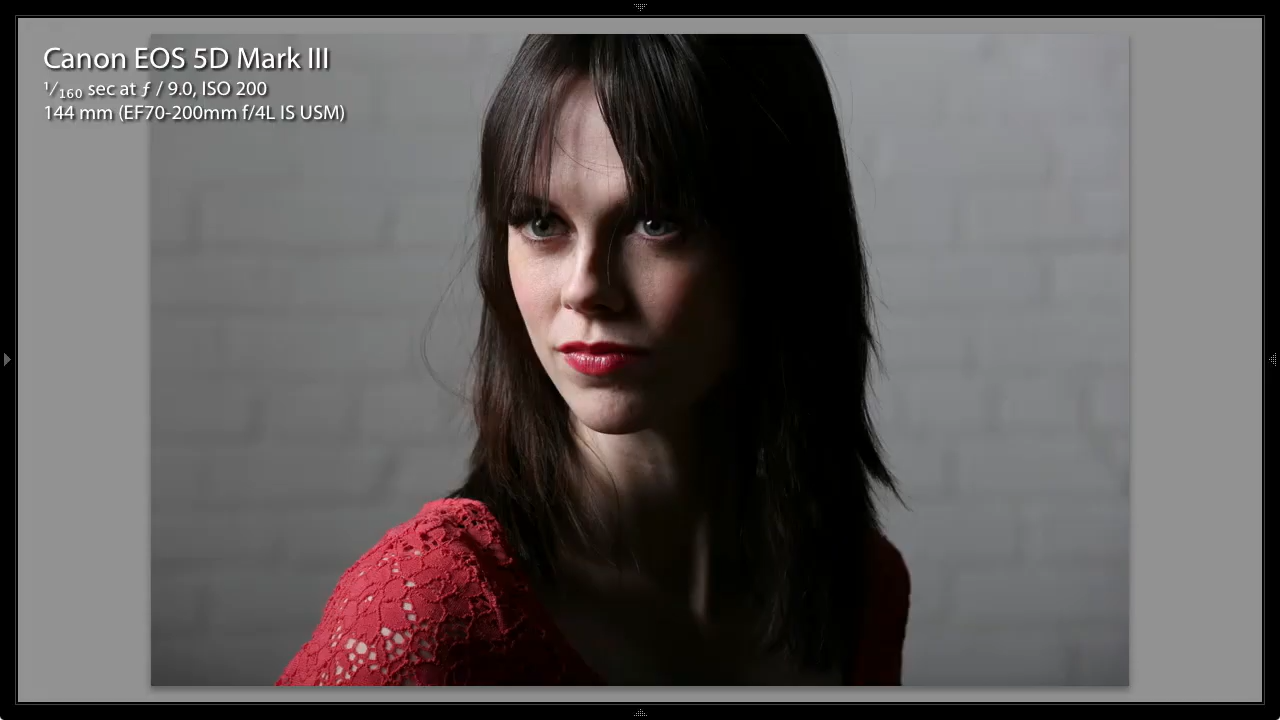 Canon EOS 5D Mark III
1/160 sec at ƒ / 9.0, ISO 200
144 mm (EF70-200mm f/4L IS USM)